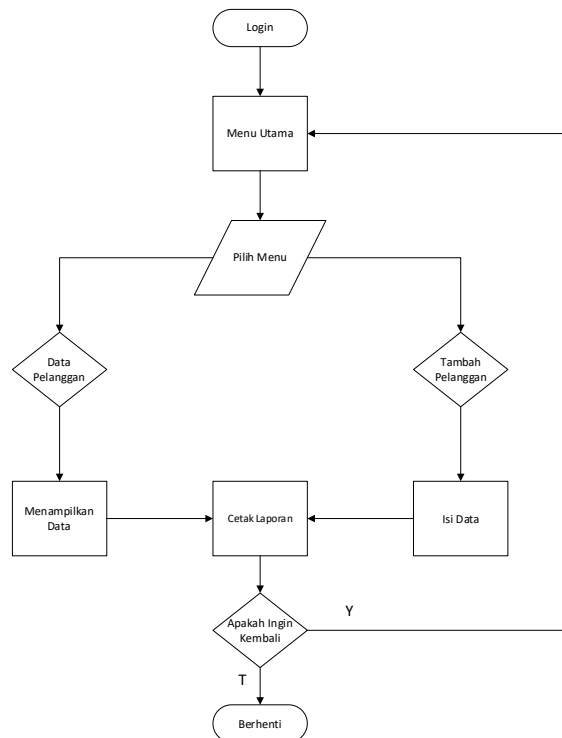 Login
Menu Utama
Pilih Menu
Data
Pelanggan
Tambah
Pelanggan
Menampilkan
Data
Cetak Laporan
Isi Data
Apakah Ingin
Kembali
Y
T
Berhenti